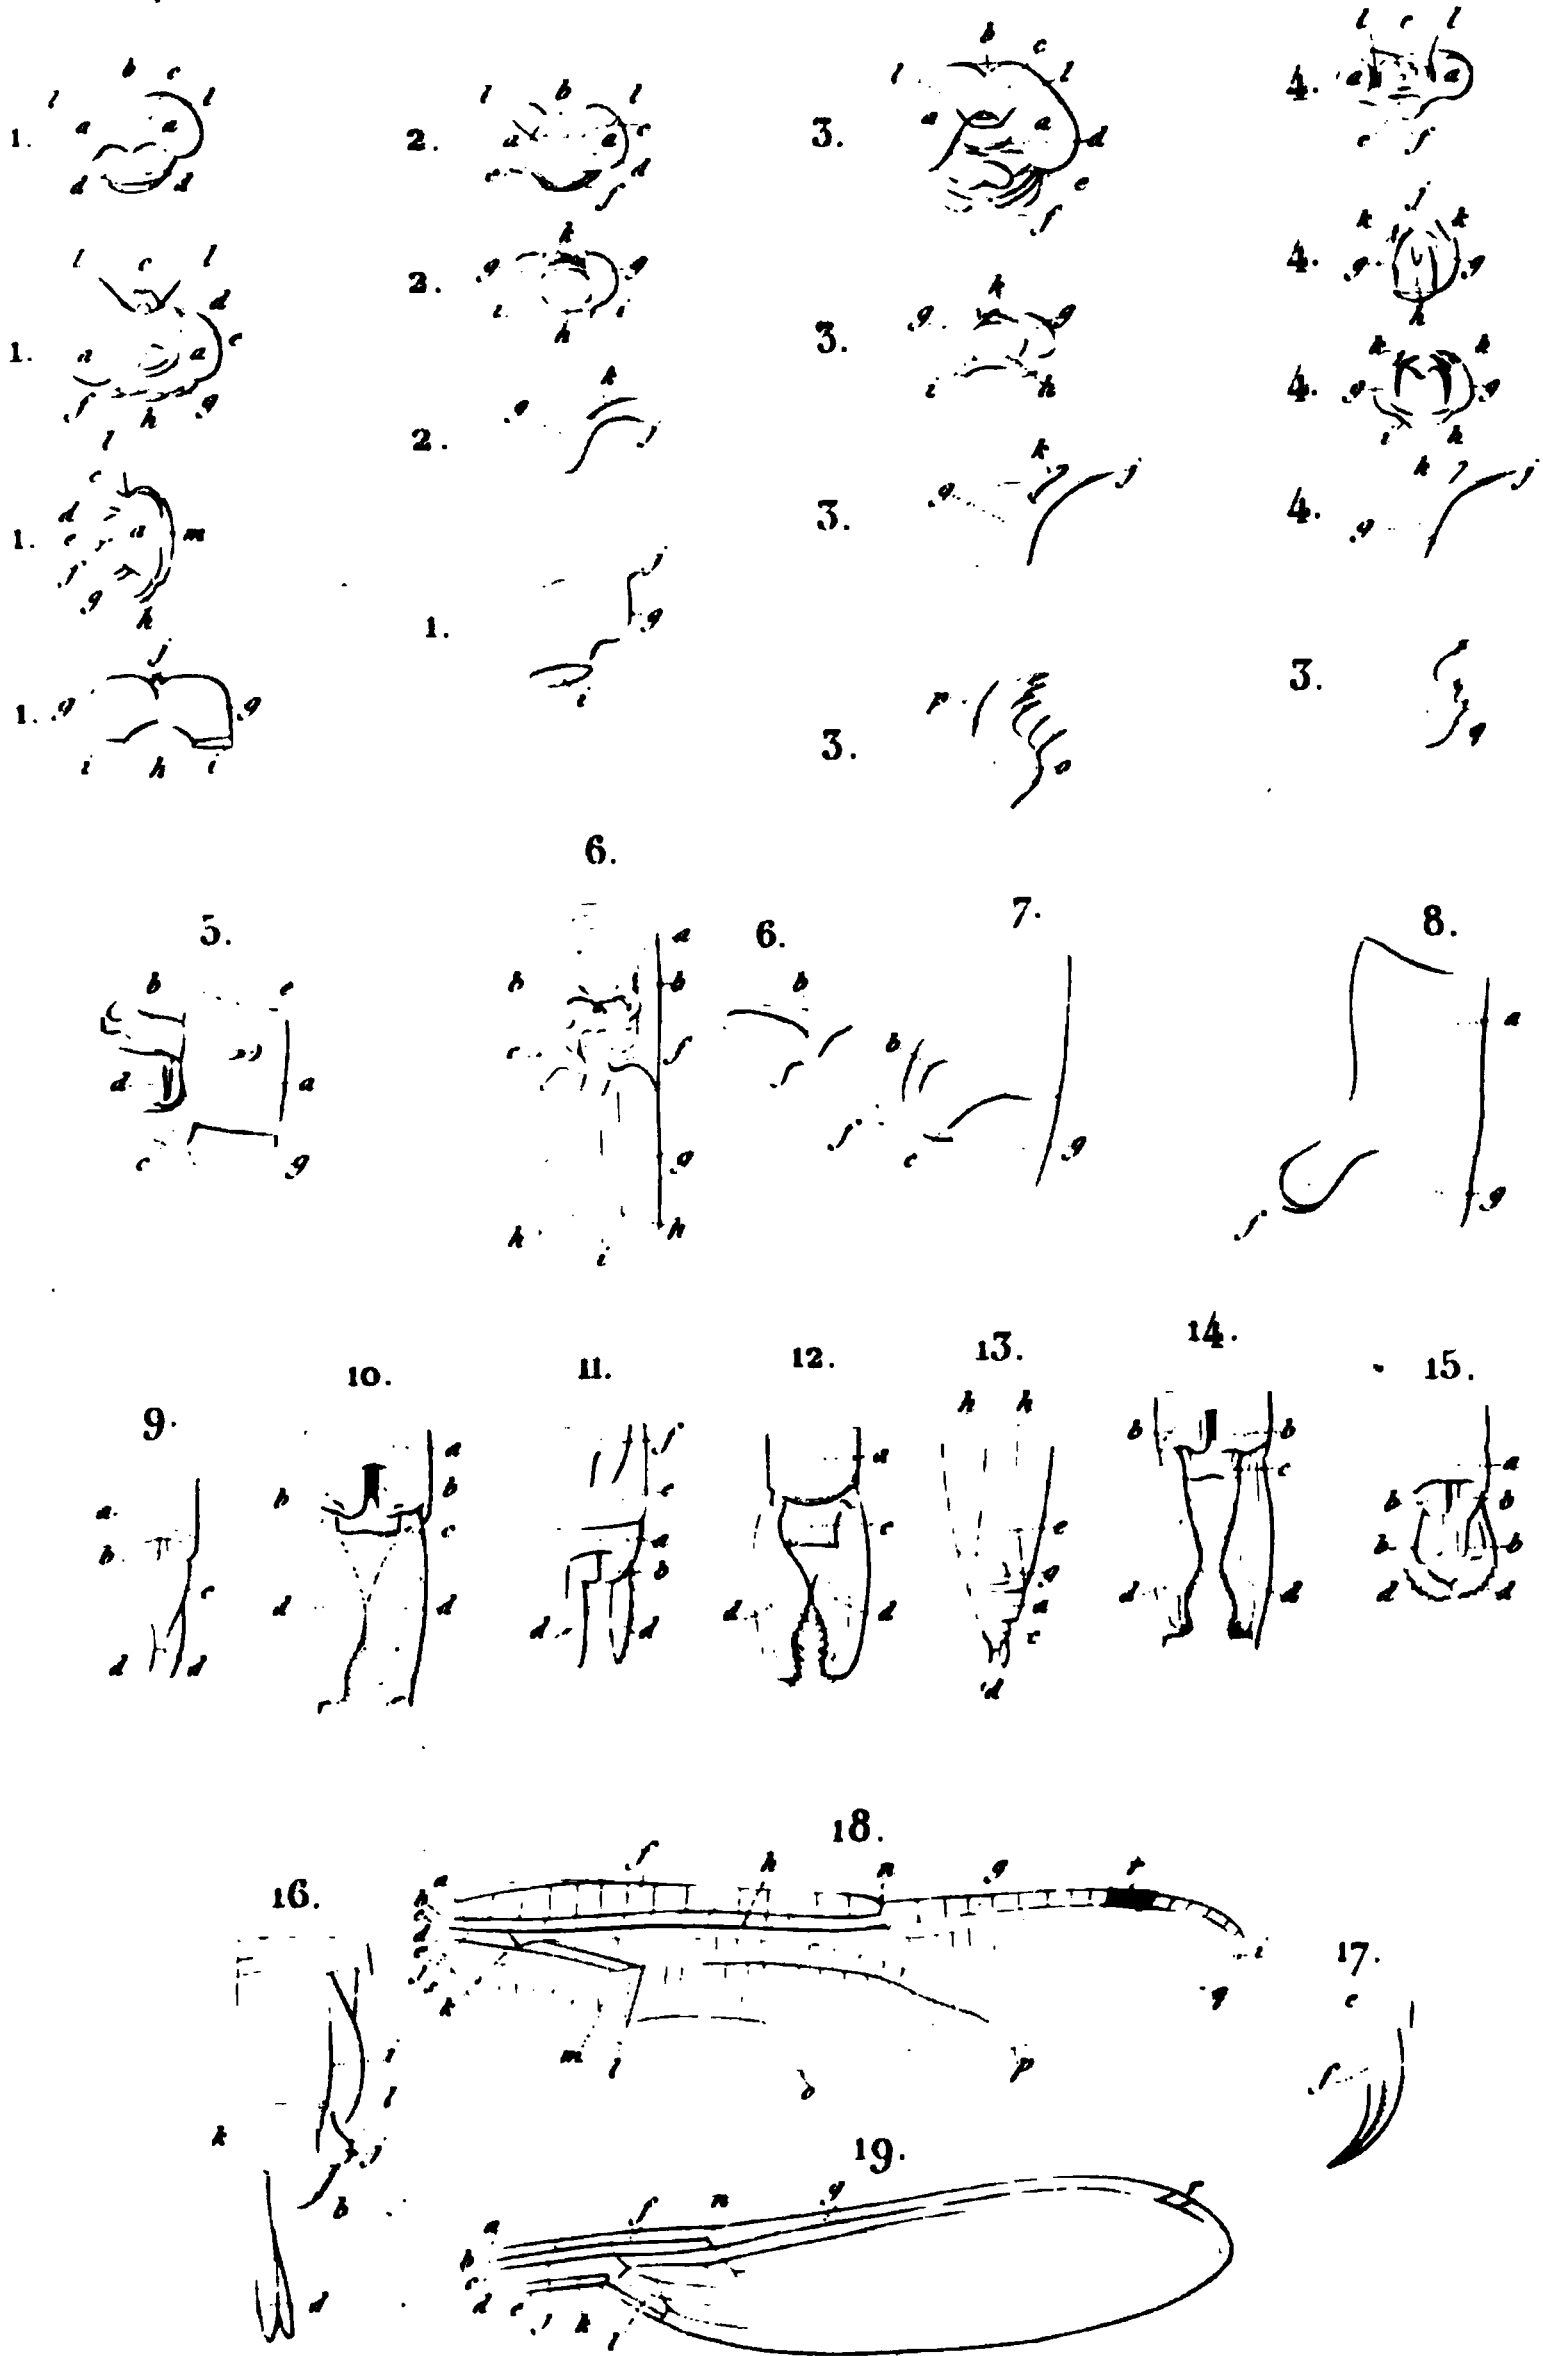 b c
l l
1. a a
d d
l b l
2. a a c
e d
f
b c
l l
3. a a d
e
f
l c l
4. a a
e f
l c l
d
1. a a e
f h g
k
2. g g
i i
h
k
3. g g
i h
j
k k
4. g g
h
k k
4. g g
i h
l
c
d
1. e a m
f
g
h
k
2. g j
k
3. g j
k j
4. g
j
1. g g
i h i
j
1. g
i
3. p
o
3.
q
6.
5.
b e
d a
c g
a
b b
e f
g
h h
i
6.
b
f
7.
b
f
c g
8.
a
f g
9.
a
b
c
d d
10.
a
b b
c
d d
11.
f
e
a
b
d d
12.
a
c
d d
13.
h h
e
g
a
c
d
14.
b b
c
d d
15.
a
b b
b b
d d
16.
i
l
k
j
b
d
17.
e
f
18.
f h n g r
a
b
c
d
e
j
s
k i
q
m l o p
19.
f n g r
a
b
c
d e j k l